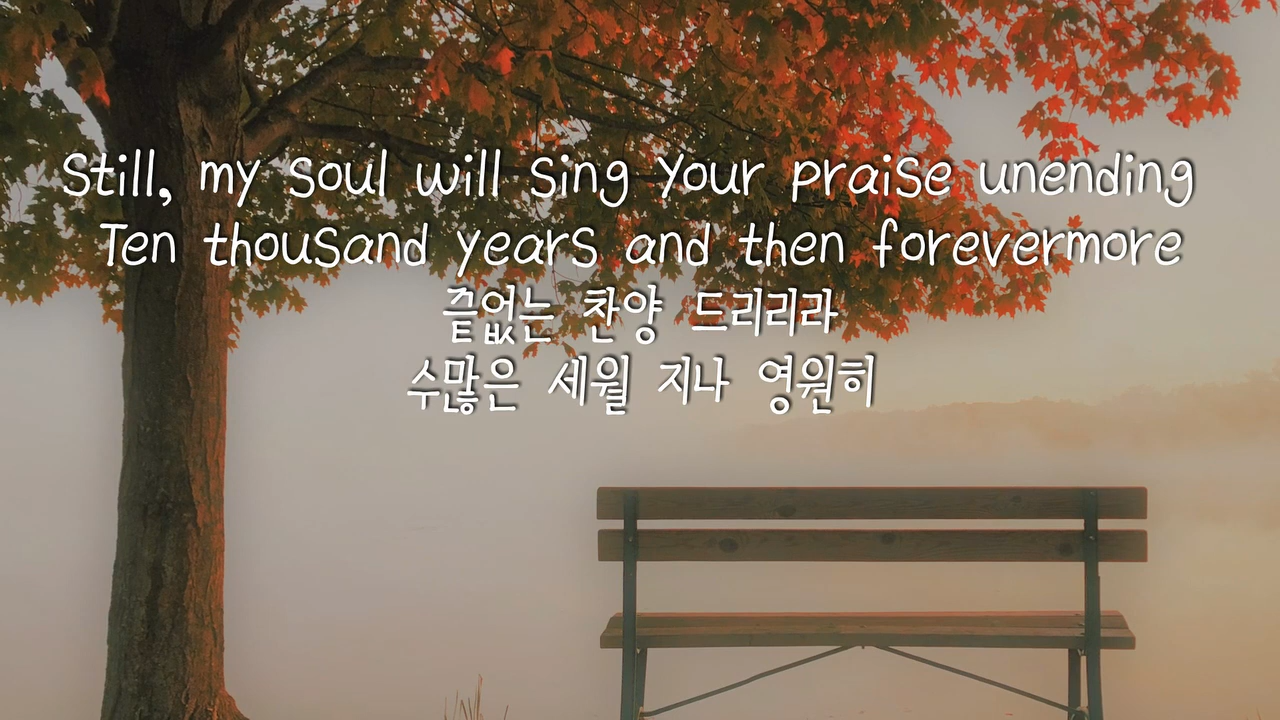 Still, my soul will sing Your praise unending
Ten thousand years and then forevermore
끝없는 찬양 드리리라
수많은 세월 지나 영원히